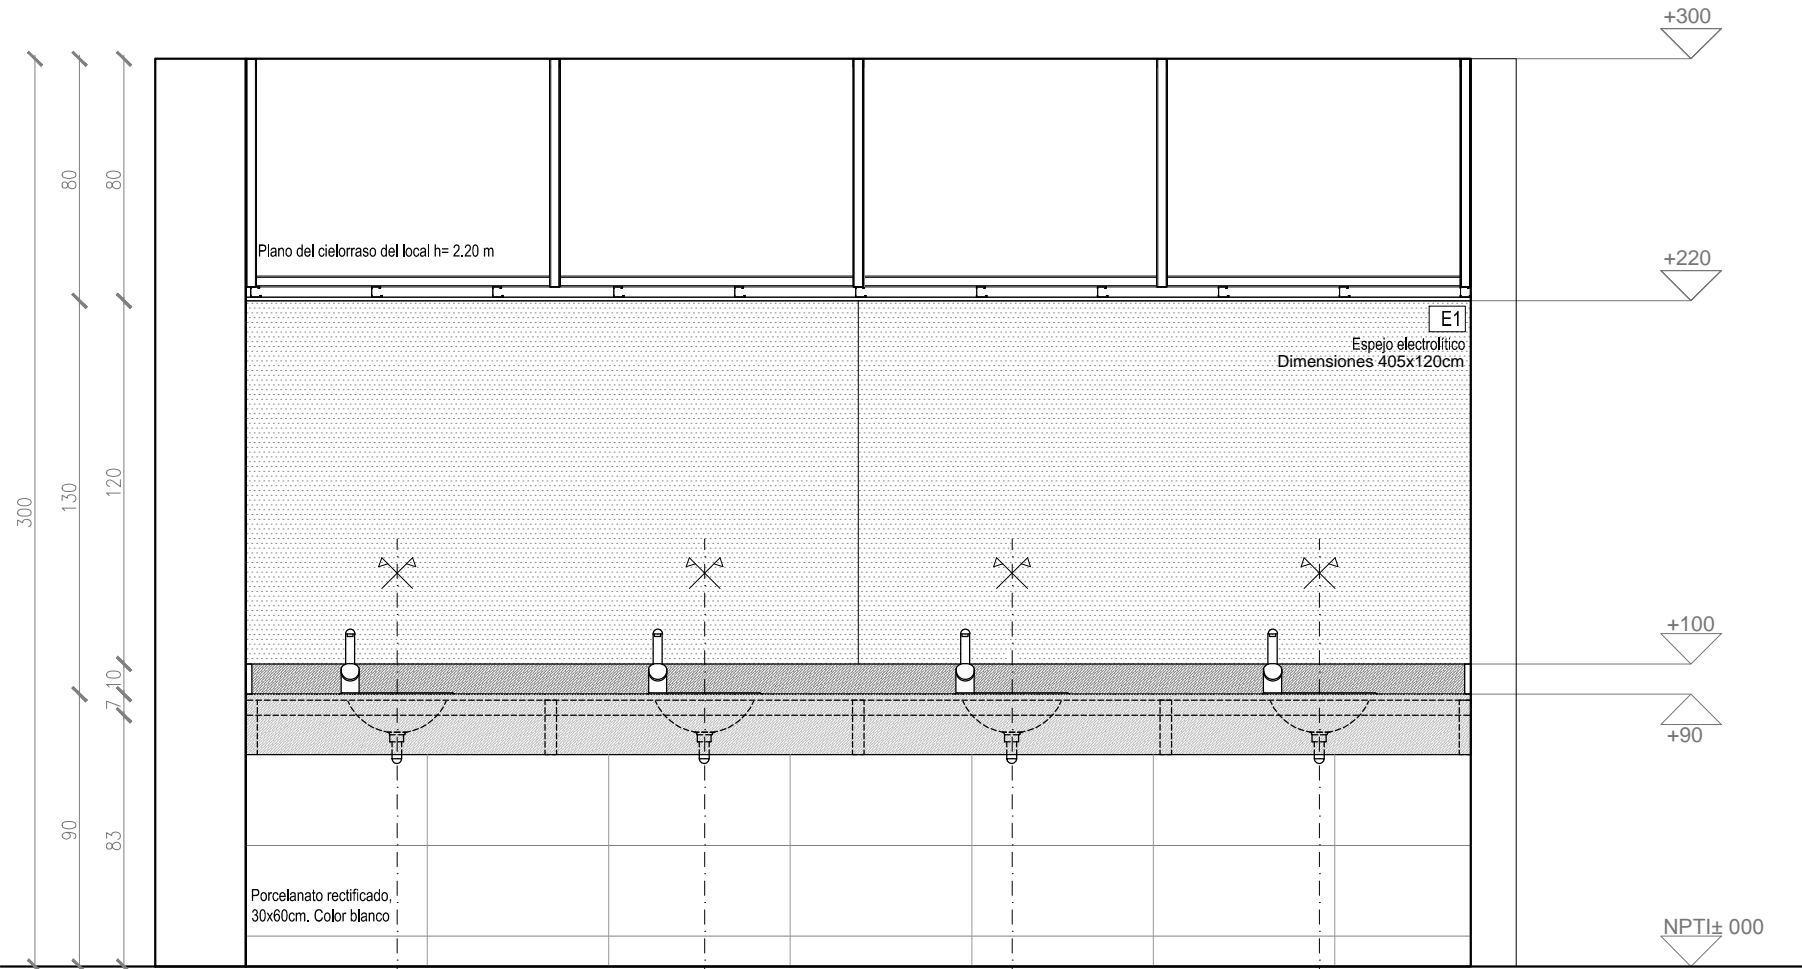 +300
80
80
Plano del cielorraso del local h= 2.20 m
+220
E1
Espejo electrolítico
Dimensiones 405x120cm
300
130
120
+100
10
7
+90
90
83
Porcelanato rectificado,
30x60cm. Color blanco
NPTI± 000